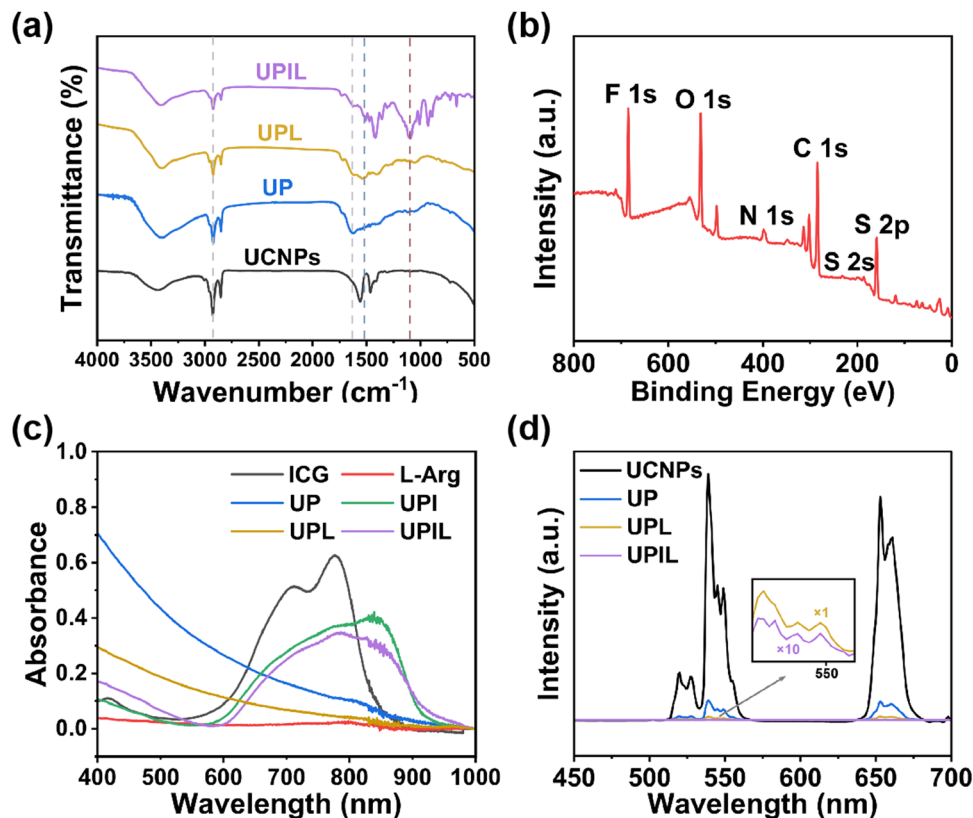 (a)
Transmittance (%)
UPIL
UPL
UP
UCNPs
4000 3500 3000 2500 2000 1500 1000 500
Wavenumber (cm⁻¹)
(b)
Intensity (a.u.)
F 1s
O 1s
C 1s
N 1s
S 2p
S 2s
800 600 400 200 0
Binding Energy (eV)
(c)
Absorbance
1.0
0.8
0.6
0.4
0.2
0.0
ICG L-Arg
UP UPI
UPL UPIL
400 500 600 700 800 900 1000
Wavelength (nm)
(d)
Intensity (a.u.)
UCNPs
UP
UPL
UPIL
×1
×10
550
450 500 550 600 650 700
Wavelength (nm)